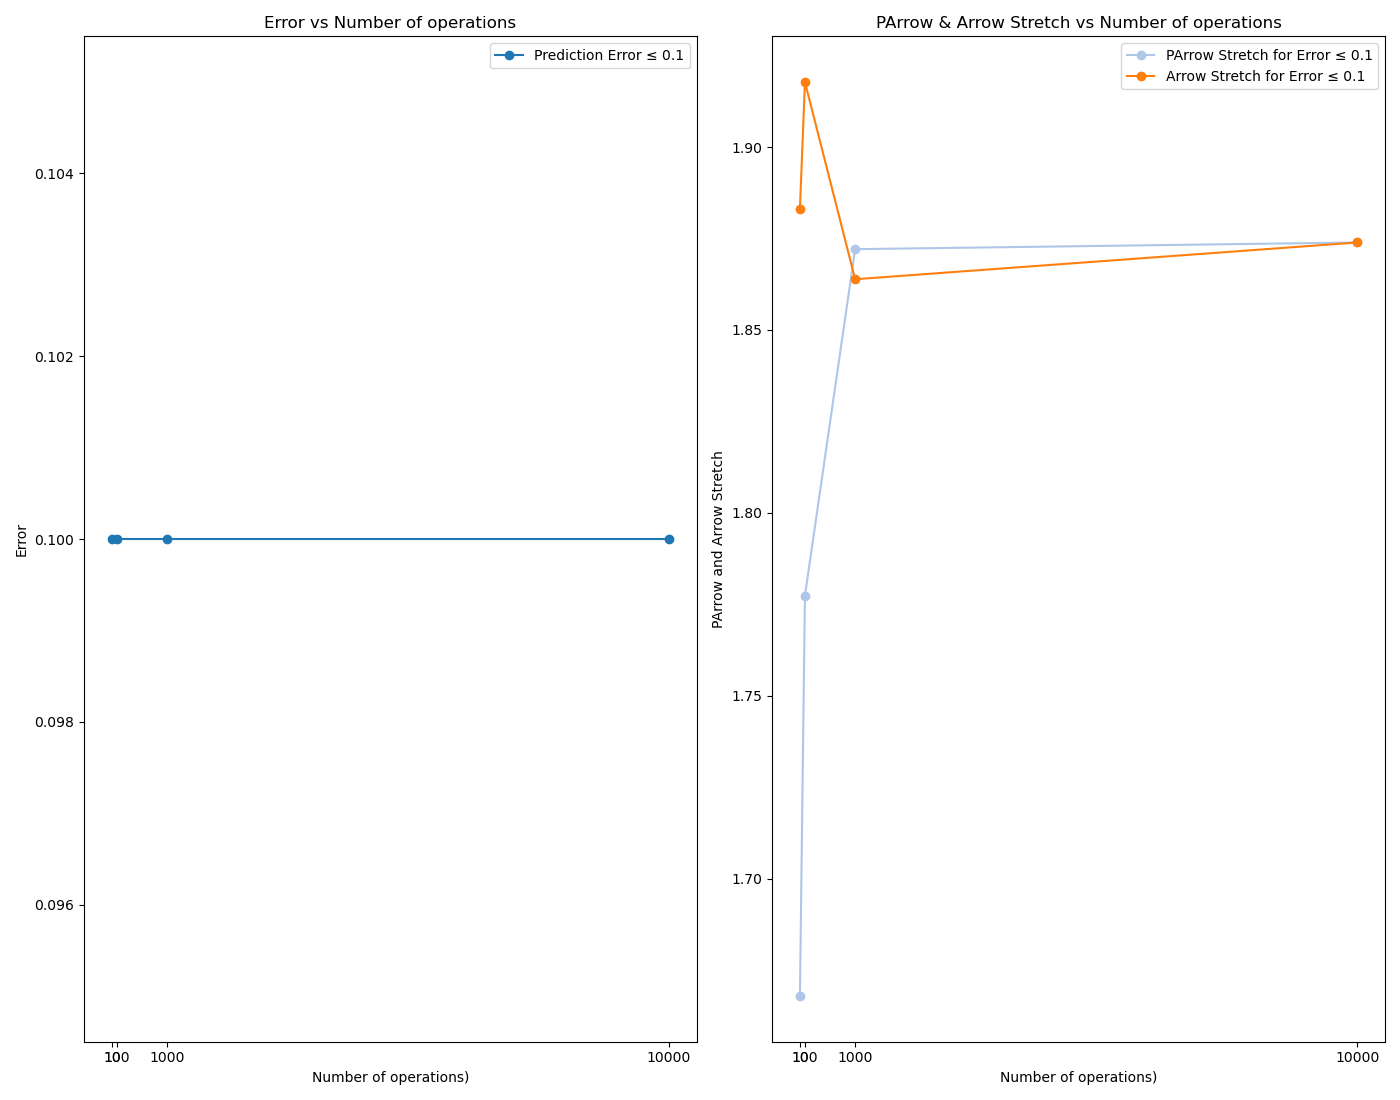 Error vs Number of operations
Prediction Error ≤ 0.1
0.104
0.102
0.100
0.098
0.096
Error
10 100 1000 10000
Number of operations)
PArrow & Arrow Stretch vs Number of operations
PArrow Stretch for Error ≤ 0.1
Arrow Stretch for Error ≤ 0.1
1.90
1.85
1.80
1.75
1.70
PArrow and Arrow Stretch
10 100 1000 10000
Number of operations)